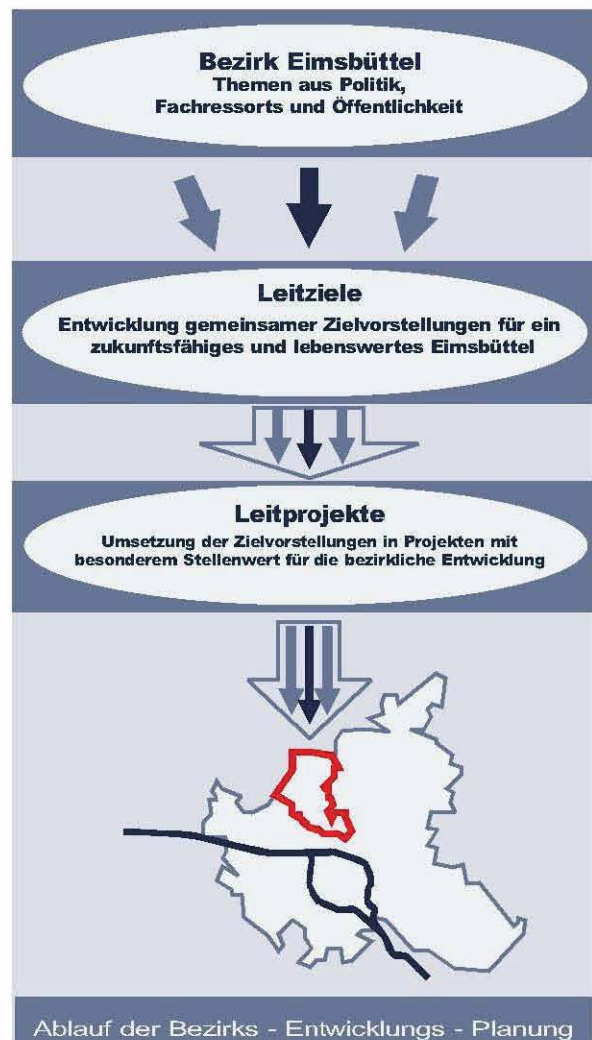 Bezirk Eimsbüttel
Themen aus Politik,
Fachressorts und Öffentlichkeit
Leitziele
Entwicklung gemeinsamer Zielvorstellungen für ein
zukunftsfähiges und lebenswertes Eimsbüttel
Leitprojekte
Umsetzung der Zielvorstellungen in Projekten mit
besonderem Stellenwert für die bezirkliche Entwicklung
Ablauf der Bezirks - Entwicklungs - Planung